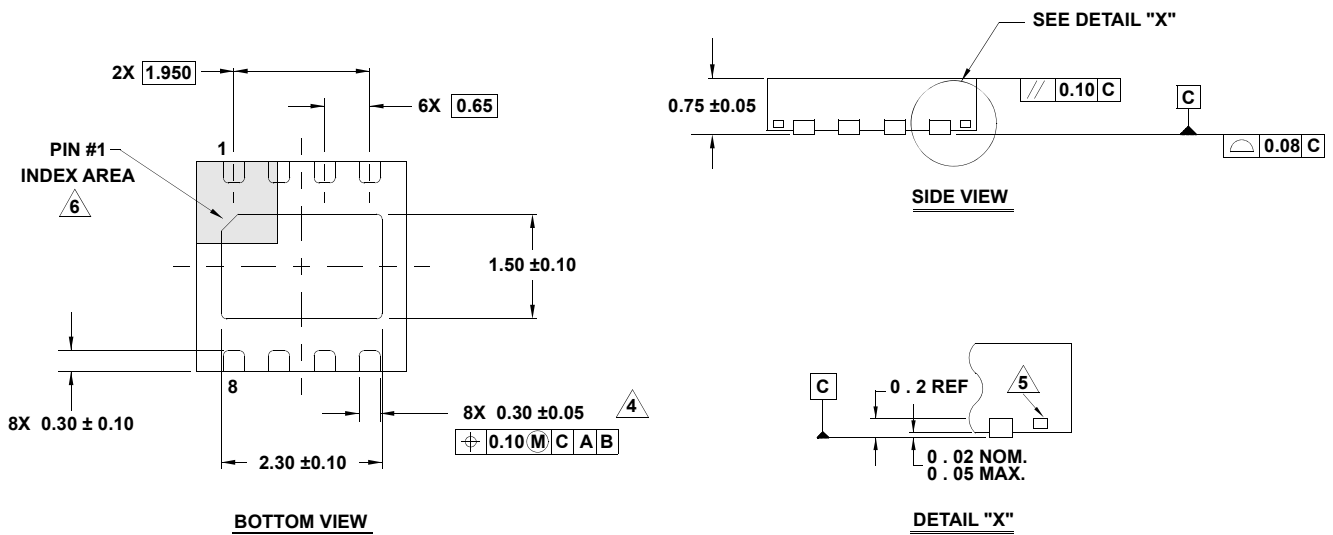 2X 1.950
6X 0.65
PIN #1
INDEX AREA
6
1
1.50 ±0.10
8
8X 0.30 ± 0.10
8X 0.30 ±0.05
4
⌖ 0.10 Ⓜ C A B
2.30 ±0.10
BOTTOM VIEW
SEE DETAIL "X"
0.75 ±0.05
// 0.10 C
C
⌓ 0.08 C
SIDE VIEW
C
0 . 2 REF
5
0 . 02 NOM.
0 . 05 MAX.
DETAIL "X"